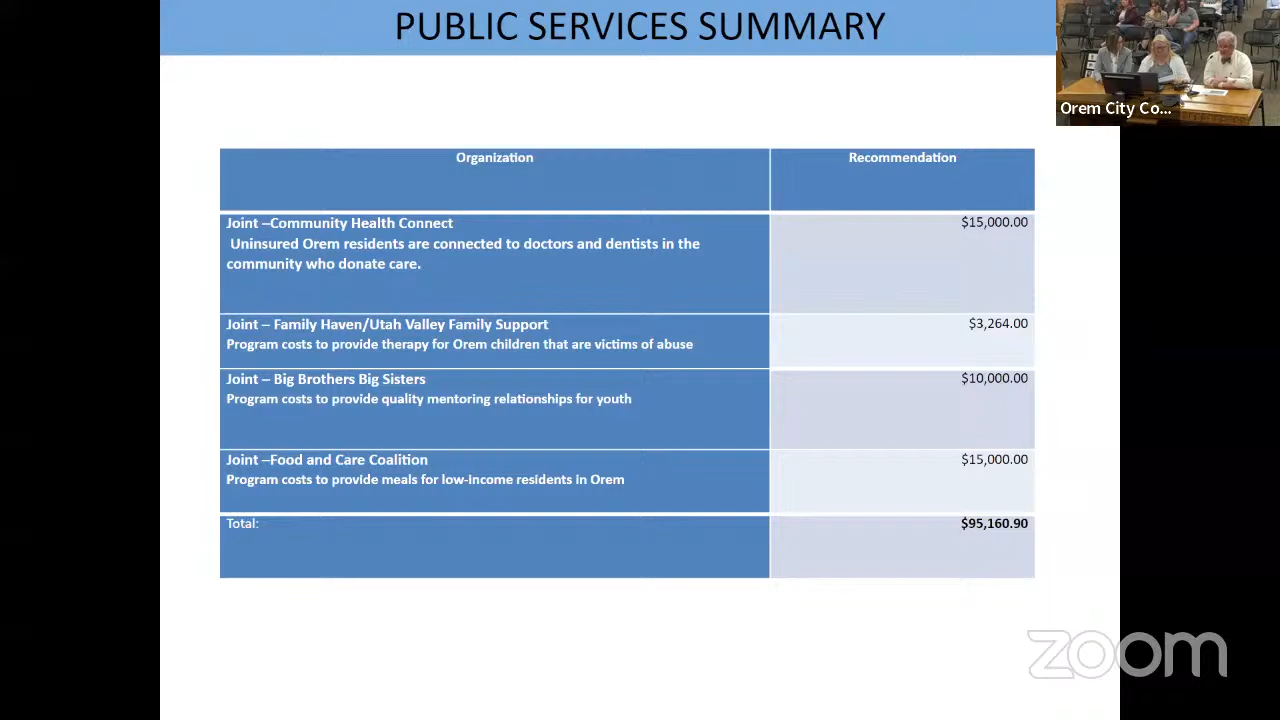 PUBLIC SERVICES SUMMARY
Orem City Co...
Organization
Recommendation
Joint –Community Health Connect
$15,000.00
Uninsured Orem residents are connected to doctors and dentists in the
community who donate care.
Joint – Family Haven/Utah Valley Family Support
$3,264.00
Program costs to provide therapy for Orem children that are victims of abuse
Joint – Big Brothers Big Sisters
$10,000.00
Program costs to provide quality mentoring relationships for youth
Joint –Food and Care Coalition
$15,000.00
Program costs to provide meals for low-income residents in Orem
Total:
$95,160.90
zoom